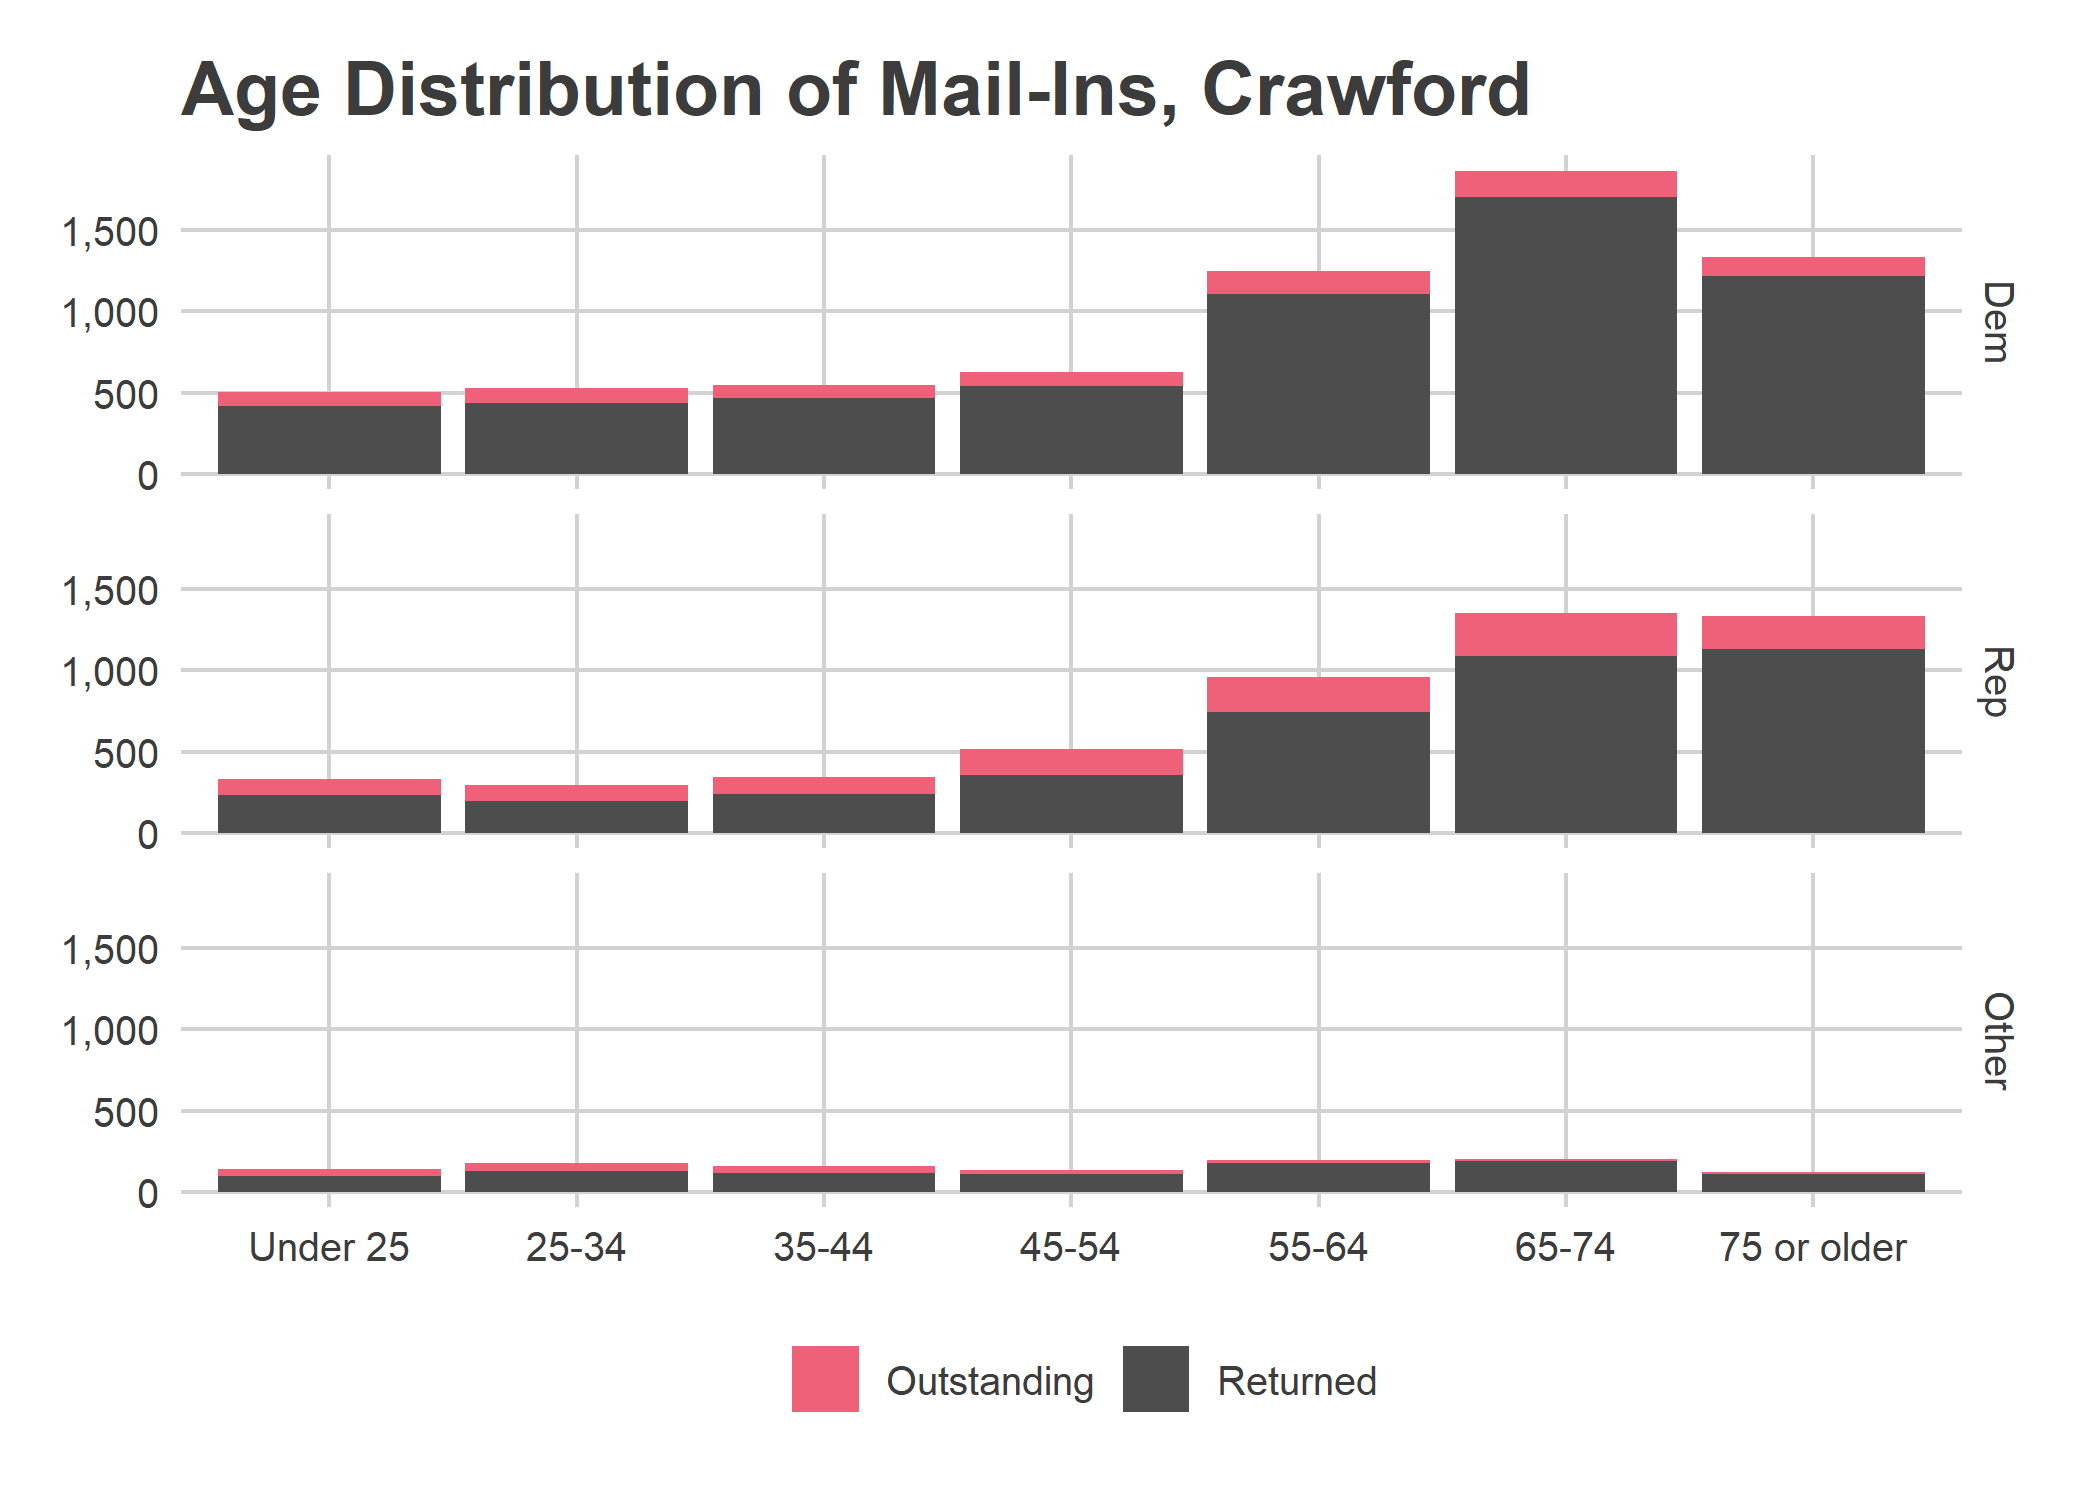 Age Distribution of Mail-Ins, Crawford
1,500
1,000
500
0
Dem
1,500
1,000
500
0
Rep
1,500
1,000
500
0
Other
Under 25 25-34 35-44 45-54 55-64 65-74 75 or older
Outstanding Returned